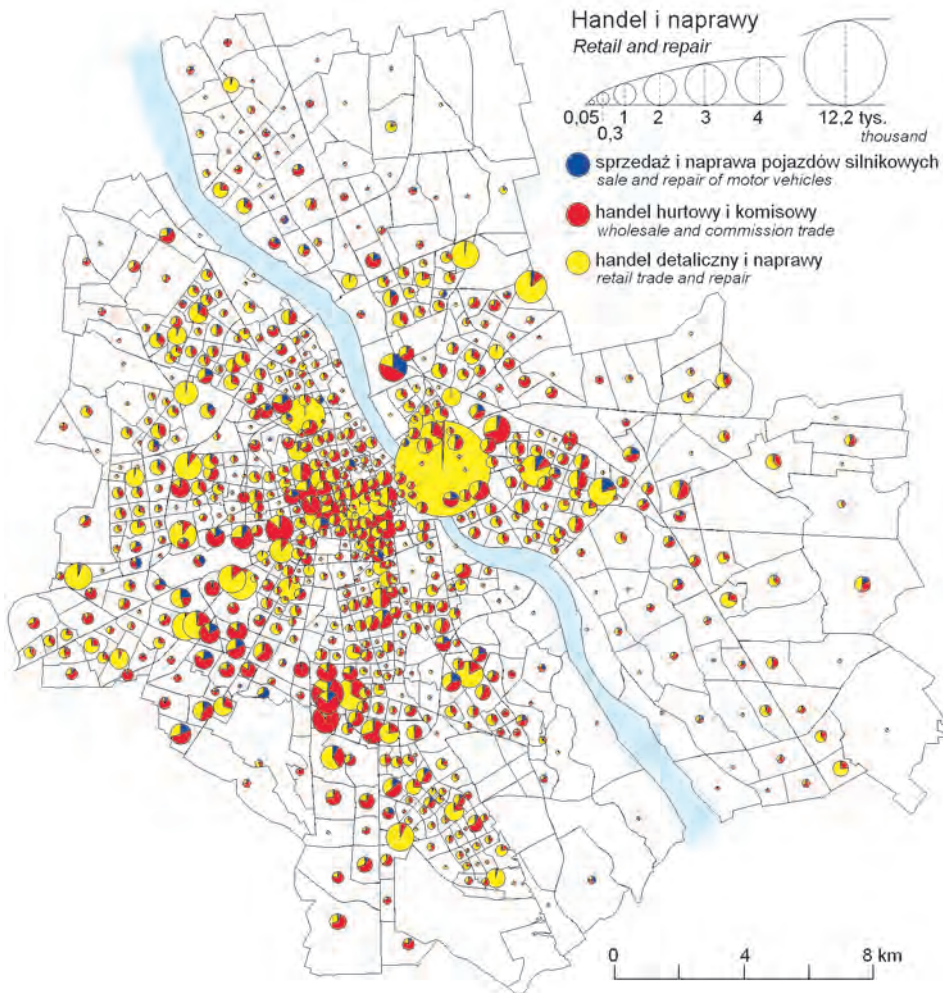 Handel i naprawy
Retail and repair
0,05 0,3 1 2 3 4 12,2 tys.
thousand
sprzedaż i naprawa pojazdów silnikowych
sale and repair of motor vehicles
handel hurtowy i komisowy
wholesale and commission trade
handel detaliczny i naprawy
retail trade and repair
0 4 8 km